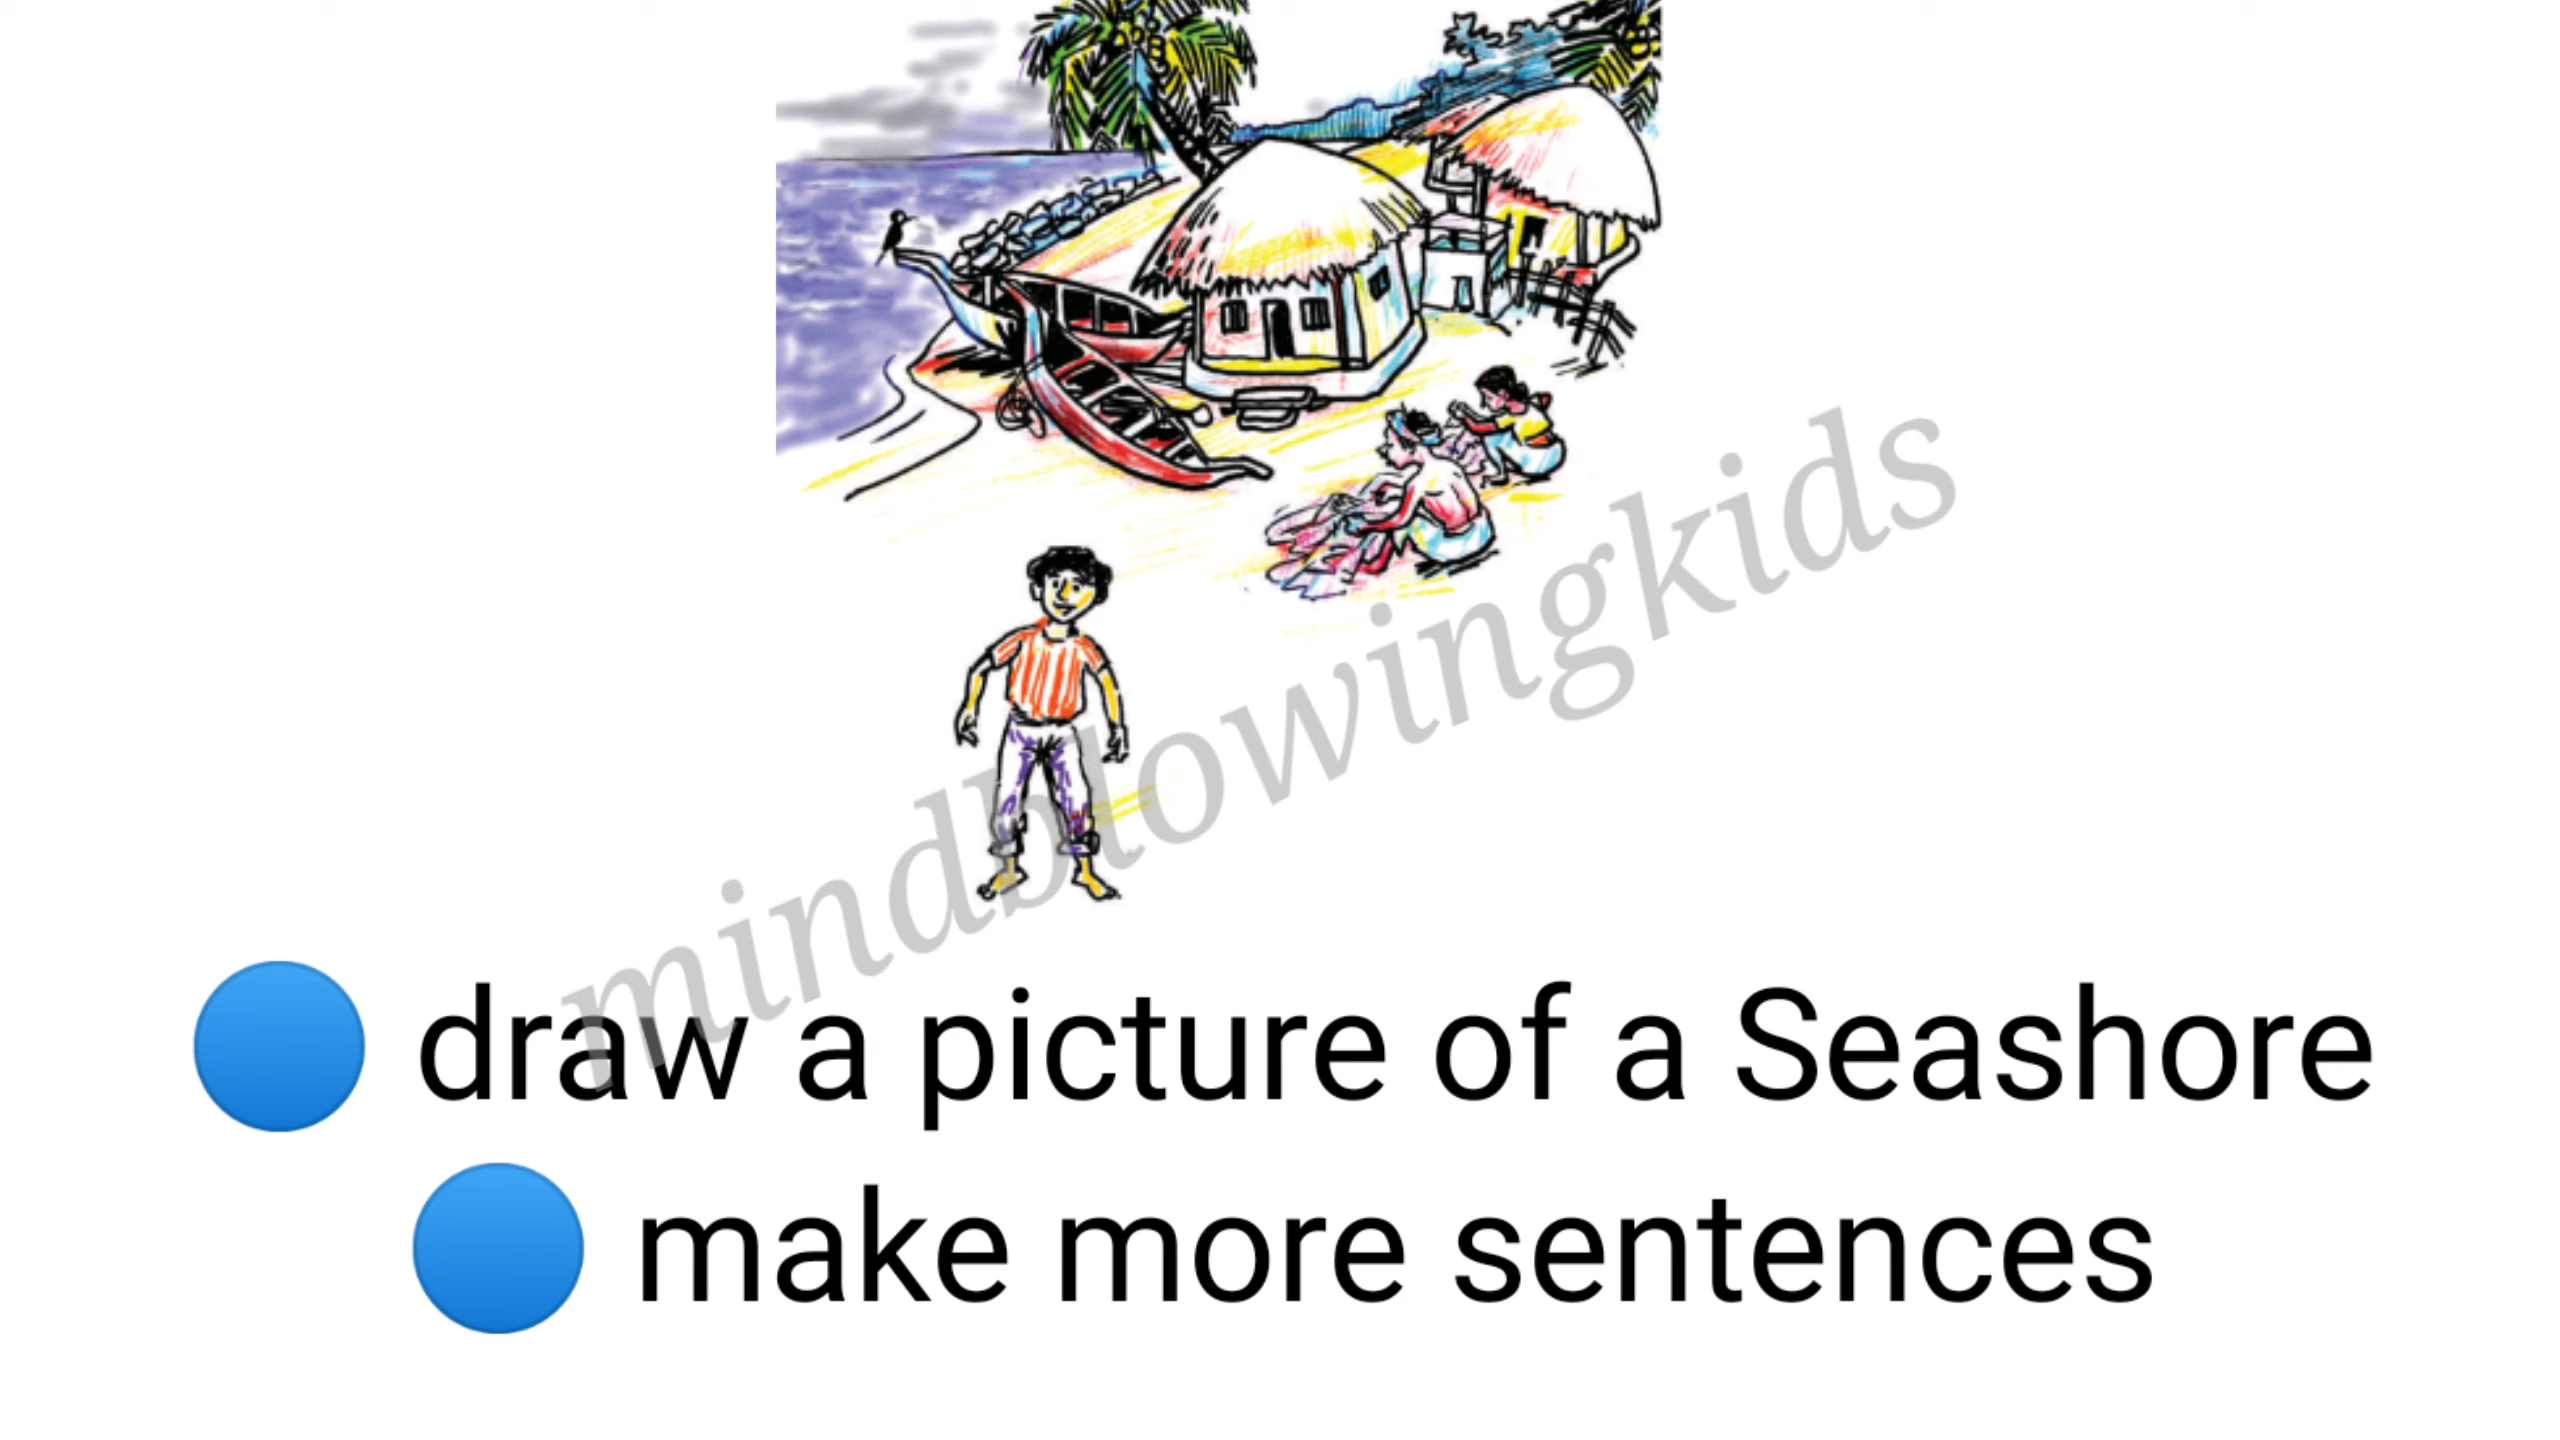 mindblowingkids
🔵 draw a picture of a Seashore
🔵 make more sentences